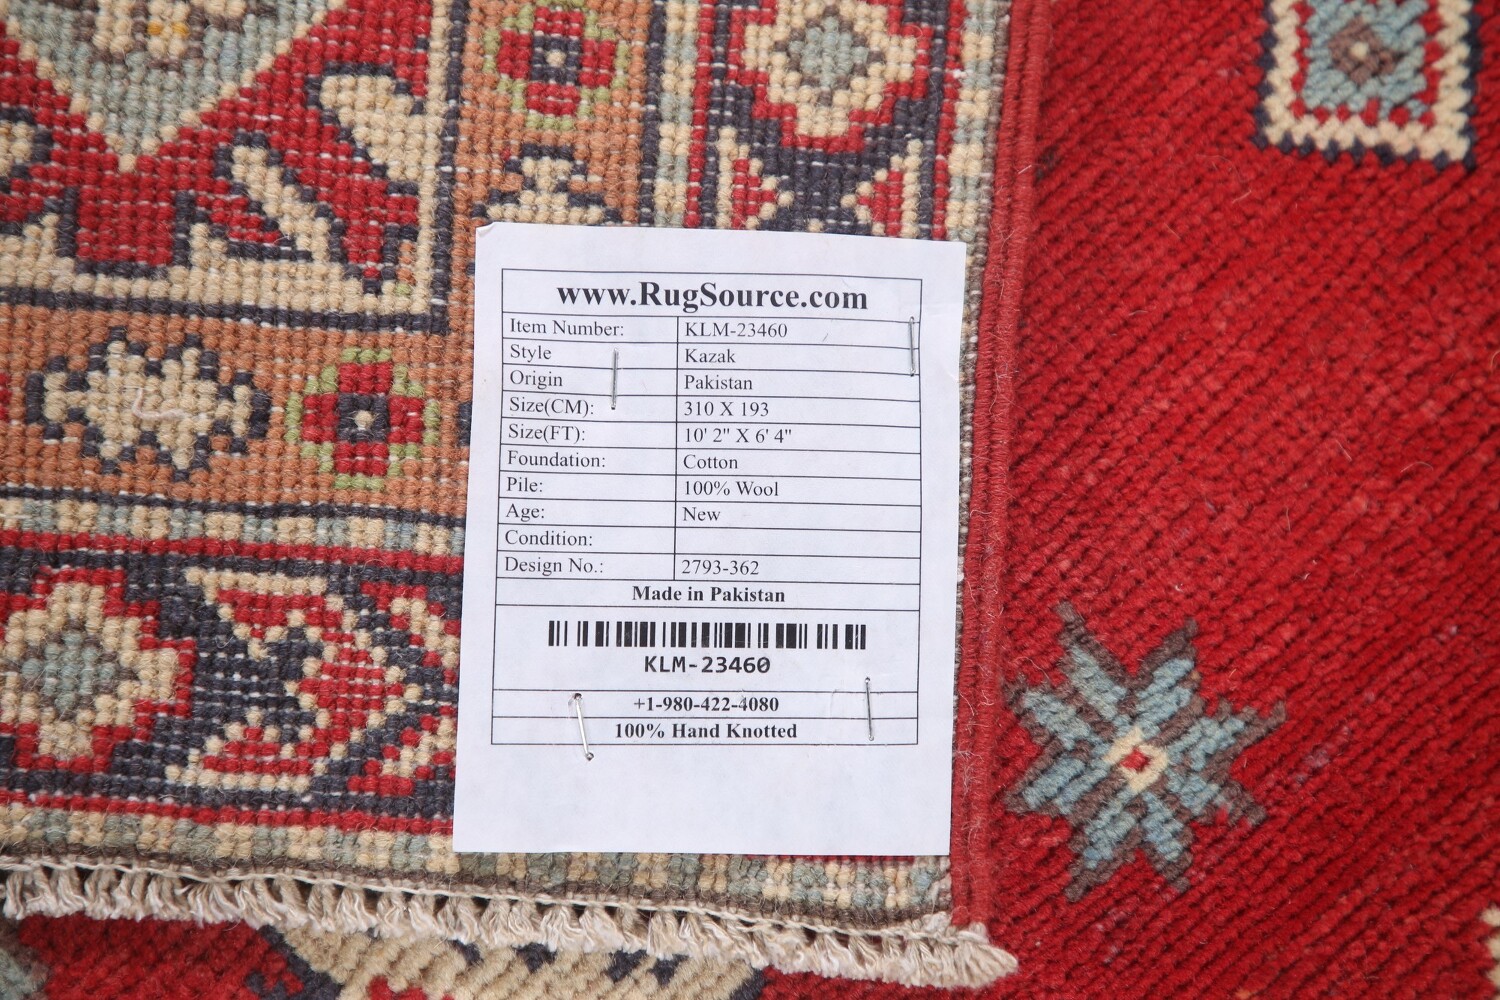 www.RugSource.com
Item Number: KLM-23460
Style Kazak
Origin Pakistan
Size(CM): 310 X 193
Size(FT): 10' 2" X 6' 4"
Foundation: Cotton
Pile: 100% Wool
Age: New
Condition:
Design No.: 2793-362
Made in Pakistan
KLM-23460
+1-980-422-4080
100% Hand Knotted